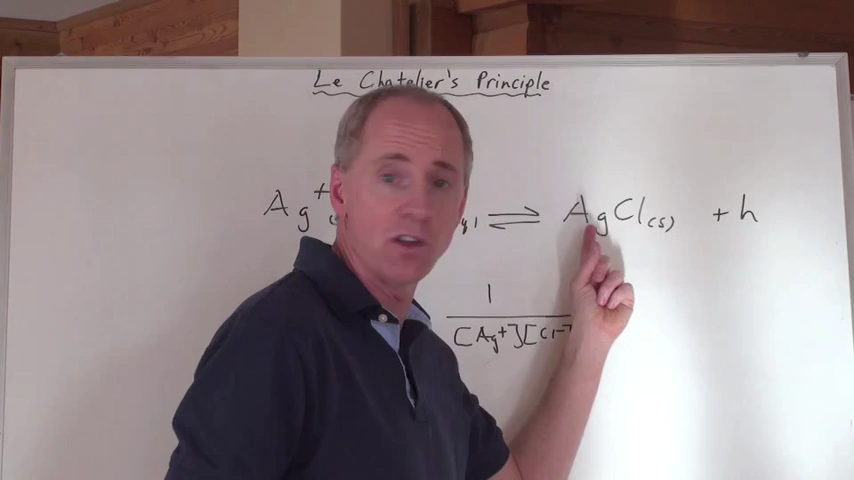 Le Chatelier's Principle
Ag+ ⇌ AgCl(s) + h
1
[Ag+][Cl-]